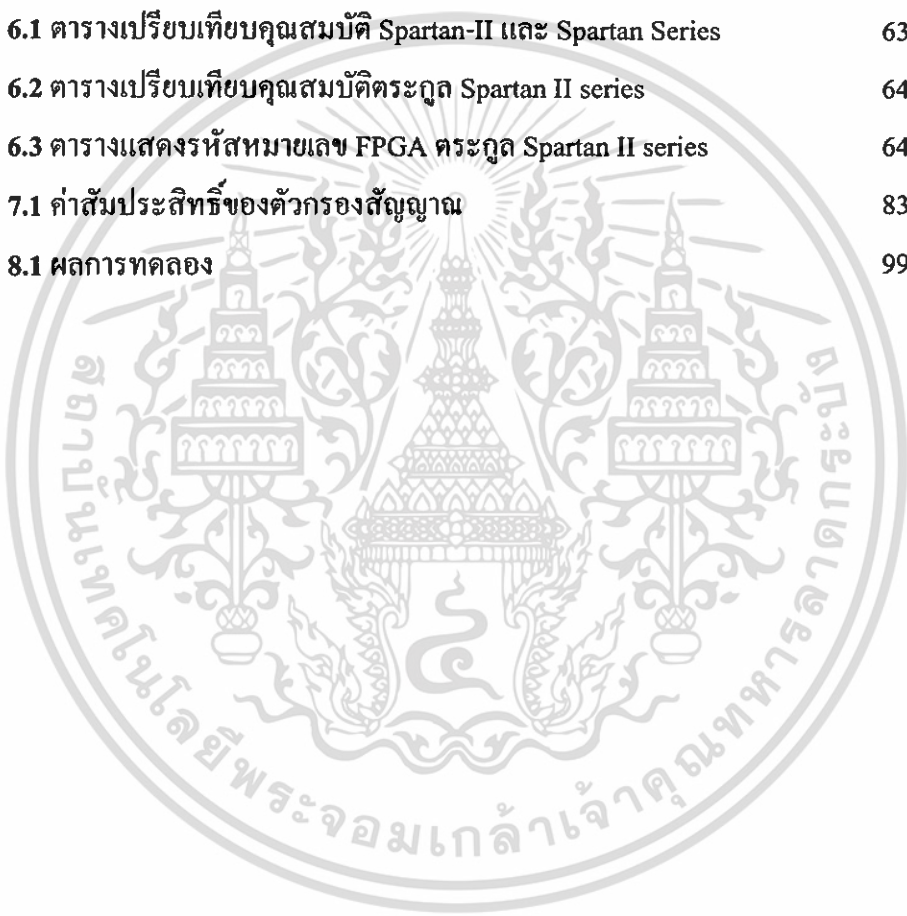 6.1 ตารางเปรียบเทียบคุณสมบัติ Spartan-II และ Spartan Series 63
6.2 ตารางเปรียบเทียบคุณสมบัติตระกูล Spartan II series 64
6.3 ตารางแสดงรหัสหมายเลข FPGA ตระกูล Spartan II series 64
7.1 ค่าสัมประสิทธิ์ของตัวกรองสัญญาณ 83
8.1 ผลการทดลอง 99
สถาบันเทคโนโลยีพระจอมเกล้าเจ้าคุณทหารลาดกระบัง